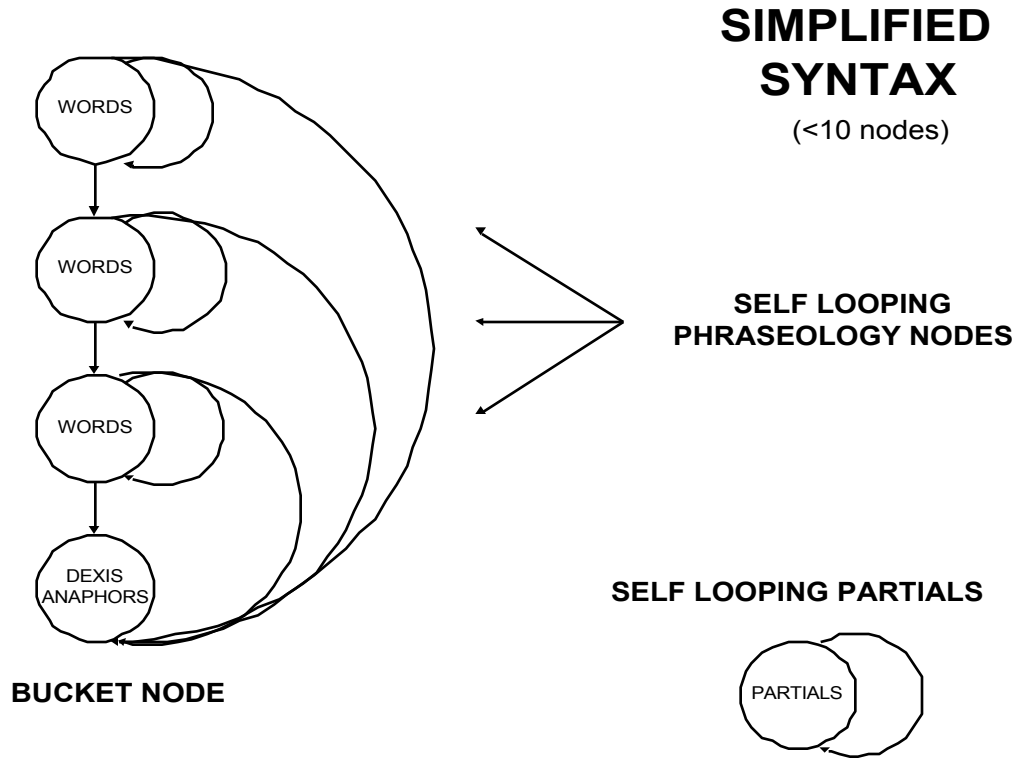 SIMPLIFIED
SYNTAX
(<10 nodes)
WORDS
WORDS
WORDS
DEXIS
ANAPHORS
BUCKET NODE
SELF LOOPING
PHRASEOLOGY NODES
SELF LOOPING PARTIALS
PARTIALS